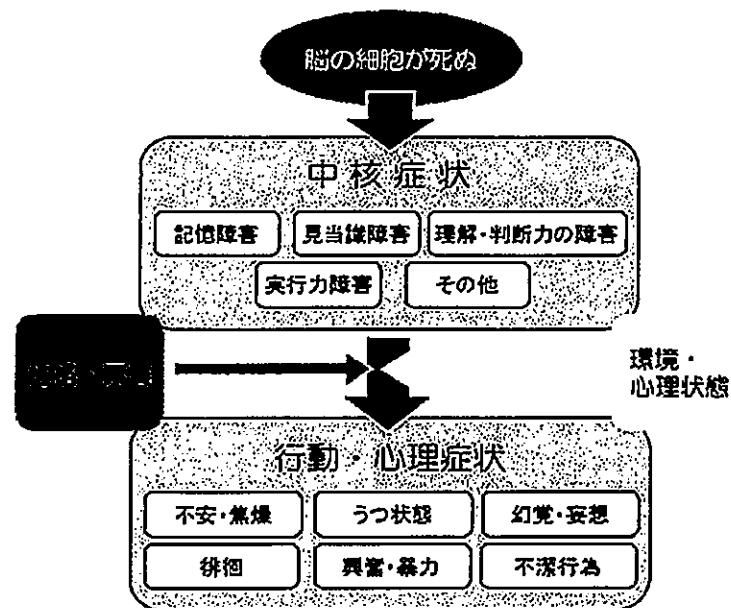 脳の細胞が死ぬ
中核症状
記憶障害
見当識障害
理解・判断力の障害
実行力障害
その他
環境・
心理状態
行動・心理症状
不安・焦燥
うつ状態
幻覚・妄想
徘徊
興奮・暴力
不潔行為